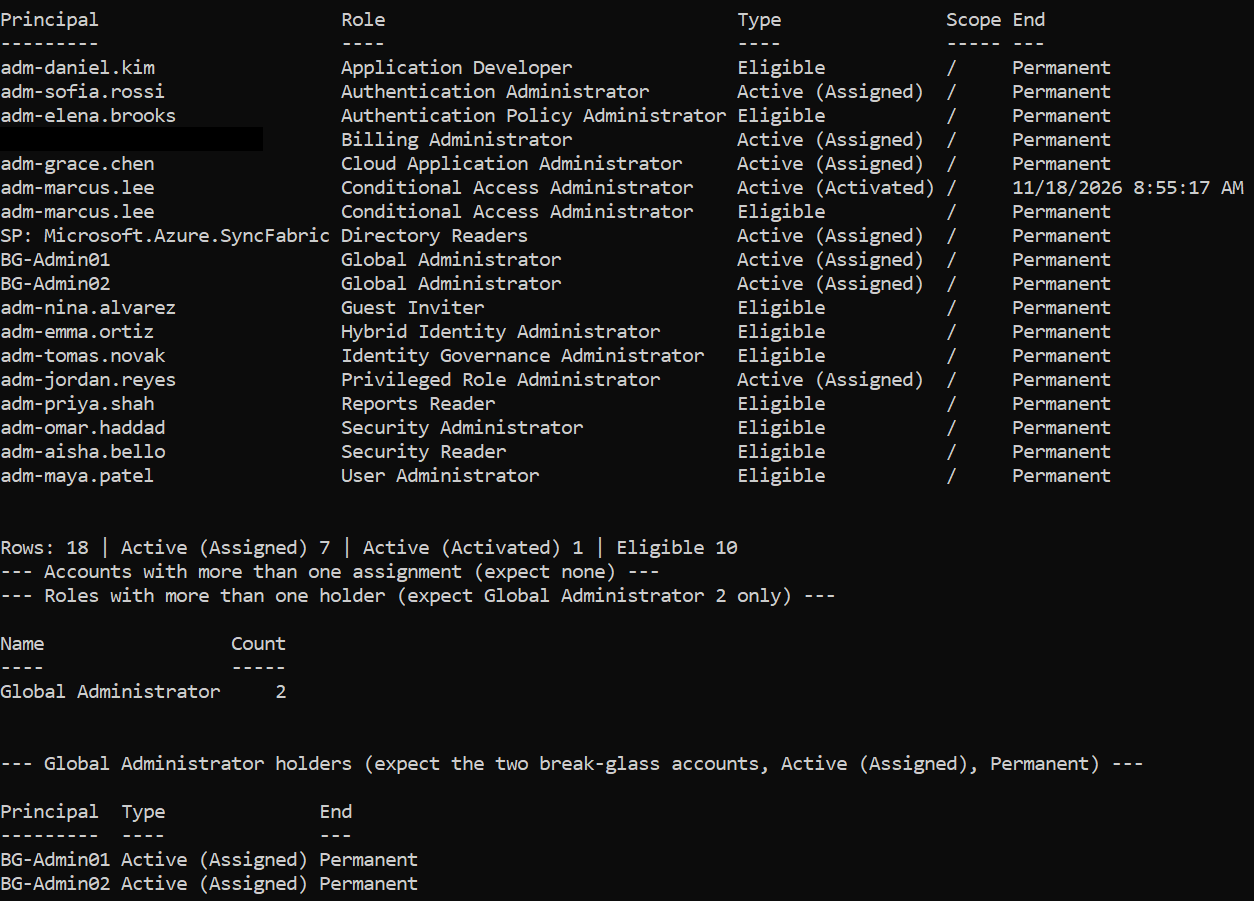 Principal Role Type Scope End
--------- ---- ---- ----- ---
adm-daniel.kim Application Developer Eligible / Permanent
adm-sofia.rossi Authentication Administrator Active (Assigned) / Permanent
adm-elena.brooks Authentication Policy Administrator Eligible / Permanent
Billing Administrator Active (Assigned) / Permanent
adm-grace.chen Cloud Application Administrator Active (Assigned) / Permanent
adm-marcus.lee Conditional Access Administrator Active (Activated) / 11/18/2026 8:55:17 AM
adm-marcus.lee Conditional Access Administrator Eligible / Permanent
SP: Microsoft.Azure.SyncFabric Directory Readers Active (Assigned) / Permanent
BG-Admin01 Global Administrator Active (Assigned) / Permanent
BG-Admin02 Global Administrator Active (Assigned) / Permanent
adm-nina.alvarez Guest Inviter Eligible / Permanent
adm-emma.ortiz Hybrid Identity Administrator Eligible / Permanent
adm-tomas.novak Identity Governance Administrator Eligible / Permanent
adm-jordan.reyes Privileged Role Administrator Active (Assigned) / Permanent
adm-priya.shah Reports Reader Eligible / Permanent
adm-omar.haddad Security Administrator Eligible / Permanent
adm-aisha.bello Security Reader Eligible / Permanent
adm-maya.patel User Administrator Eligible / Permanent
Rows: 18 | Active (Assigned) 7 | Active (Activated) 1 | Eligible 10
--- Accounts with more than one assignment (expect none) ---
--- Roles with more than one holder (expect Global Administrator 2 only) ---
Name Count
---- -----
Global Administrator 2
--- Global Administrator holders (expect the two break-glass accounts, Active (Assigned), Permanent) ---
Principal Type End
--------- ---- ---
BG-Admin01 Active (Assigned) Permanent
BG-Admin02 Active (Assigned) Permanent